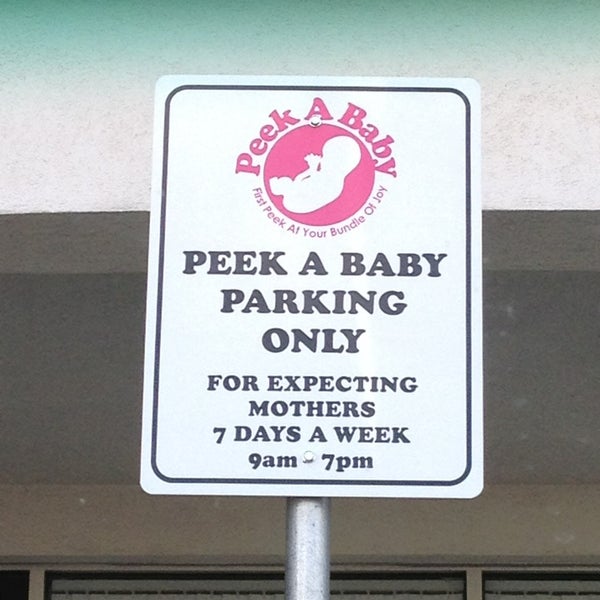 Peek A Baby
First Peek At Your Bundle Of Joy
PEEK A BABY
PARKING
ONLY
FOR EXPECTING
MOTHERS
7 DAYS A WEEK
9am - 7pm